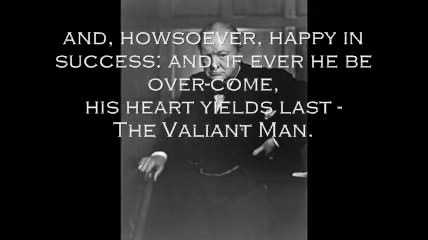 AND, HOWSOEVER, HAPPY IN
SUCCESS: AND, IF EVER HE BE
OVER-COME,
HIS HEART YIELDS LAST -
THE VALIANT MAN.